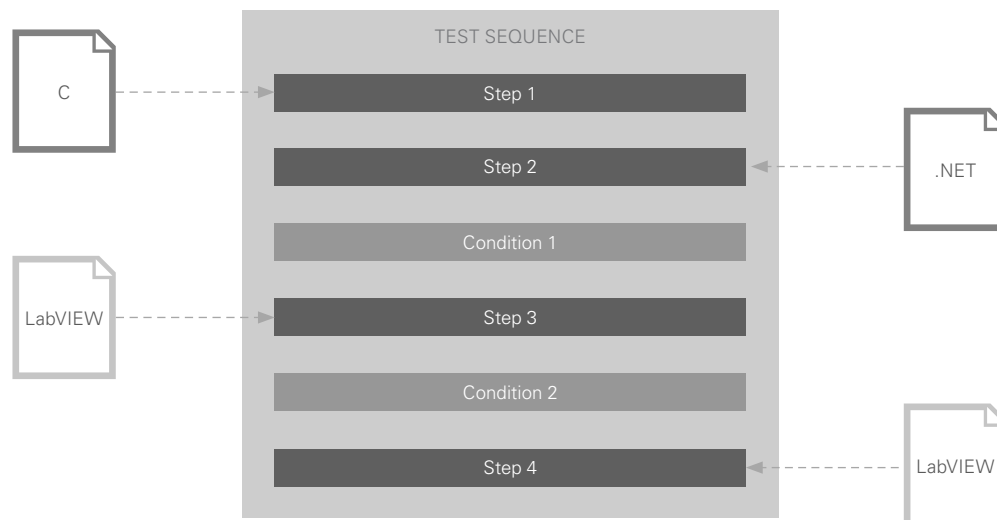 TEST SEQUENCE
C
Step 1
Step 2
.NET
Condition 1
LabVIEW
Step 3
Condition 2
Step 4
LabVIEW